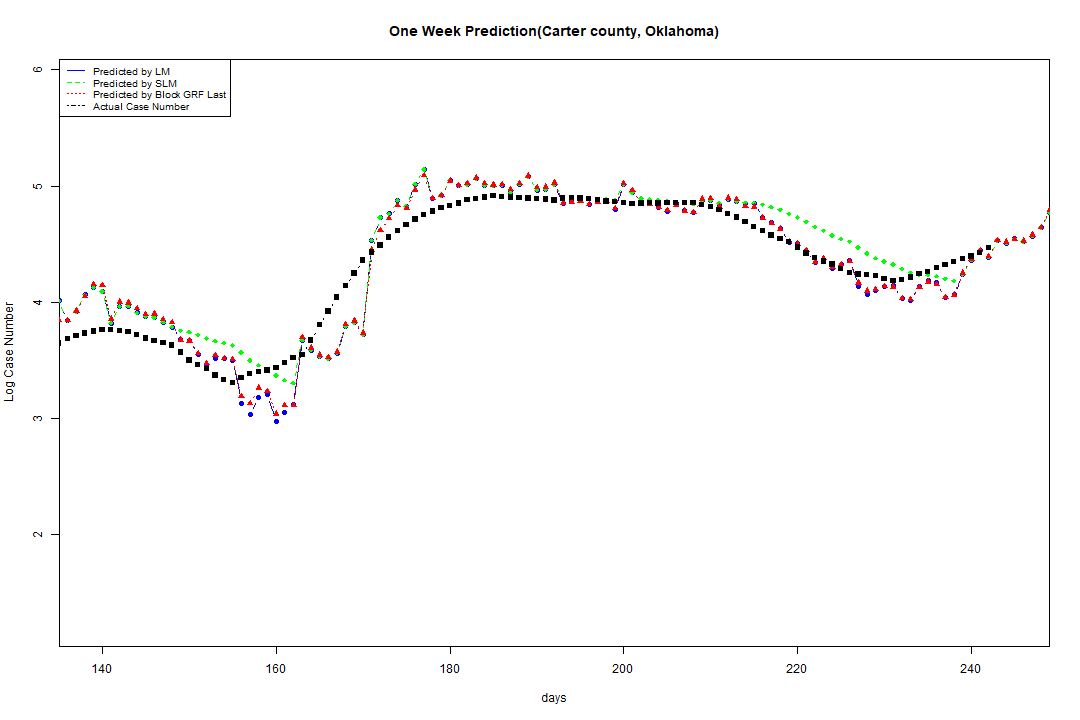 One Week Prediction(Carter county, Oklahoma)
Predicted by LM
Predicted by SLM
Predicted by Block GRF Last
Actual Case Number
6
5
4
3
2
Log Case Number
140 160 180 200 220 240
days